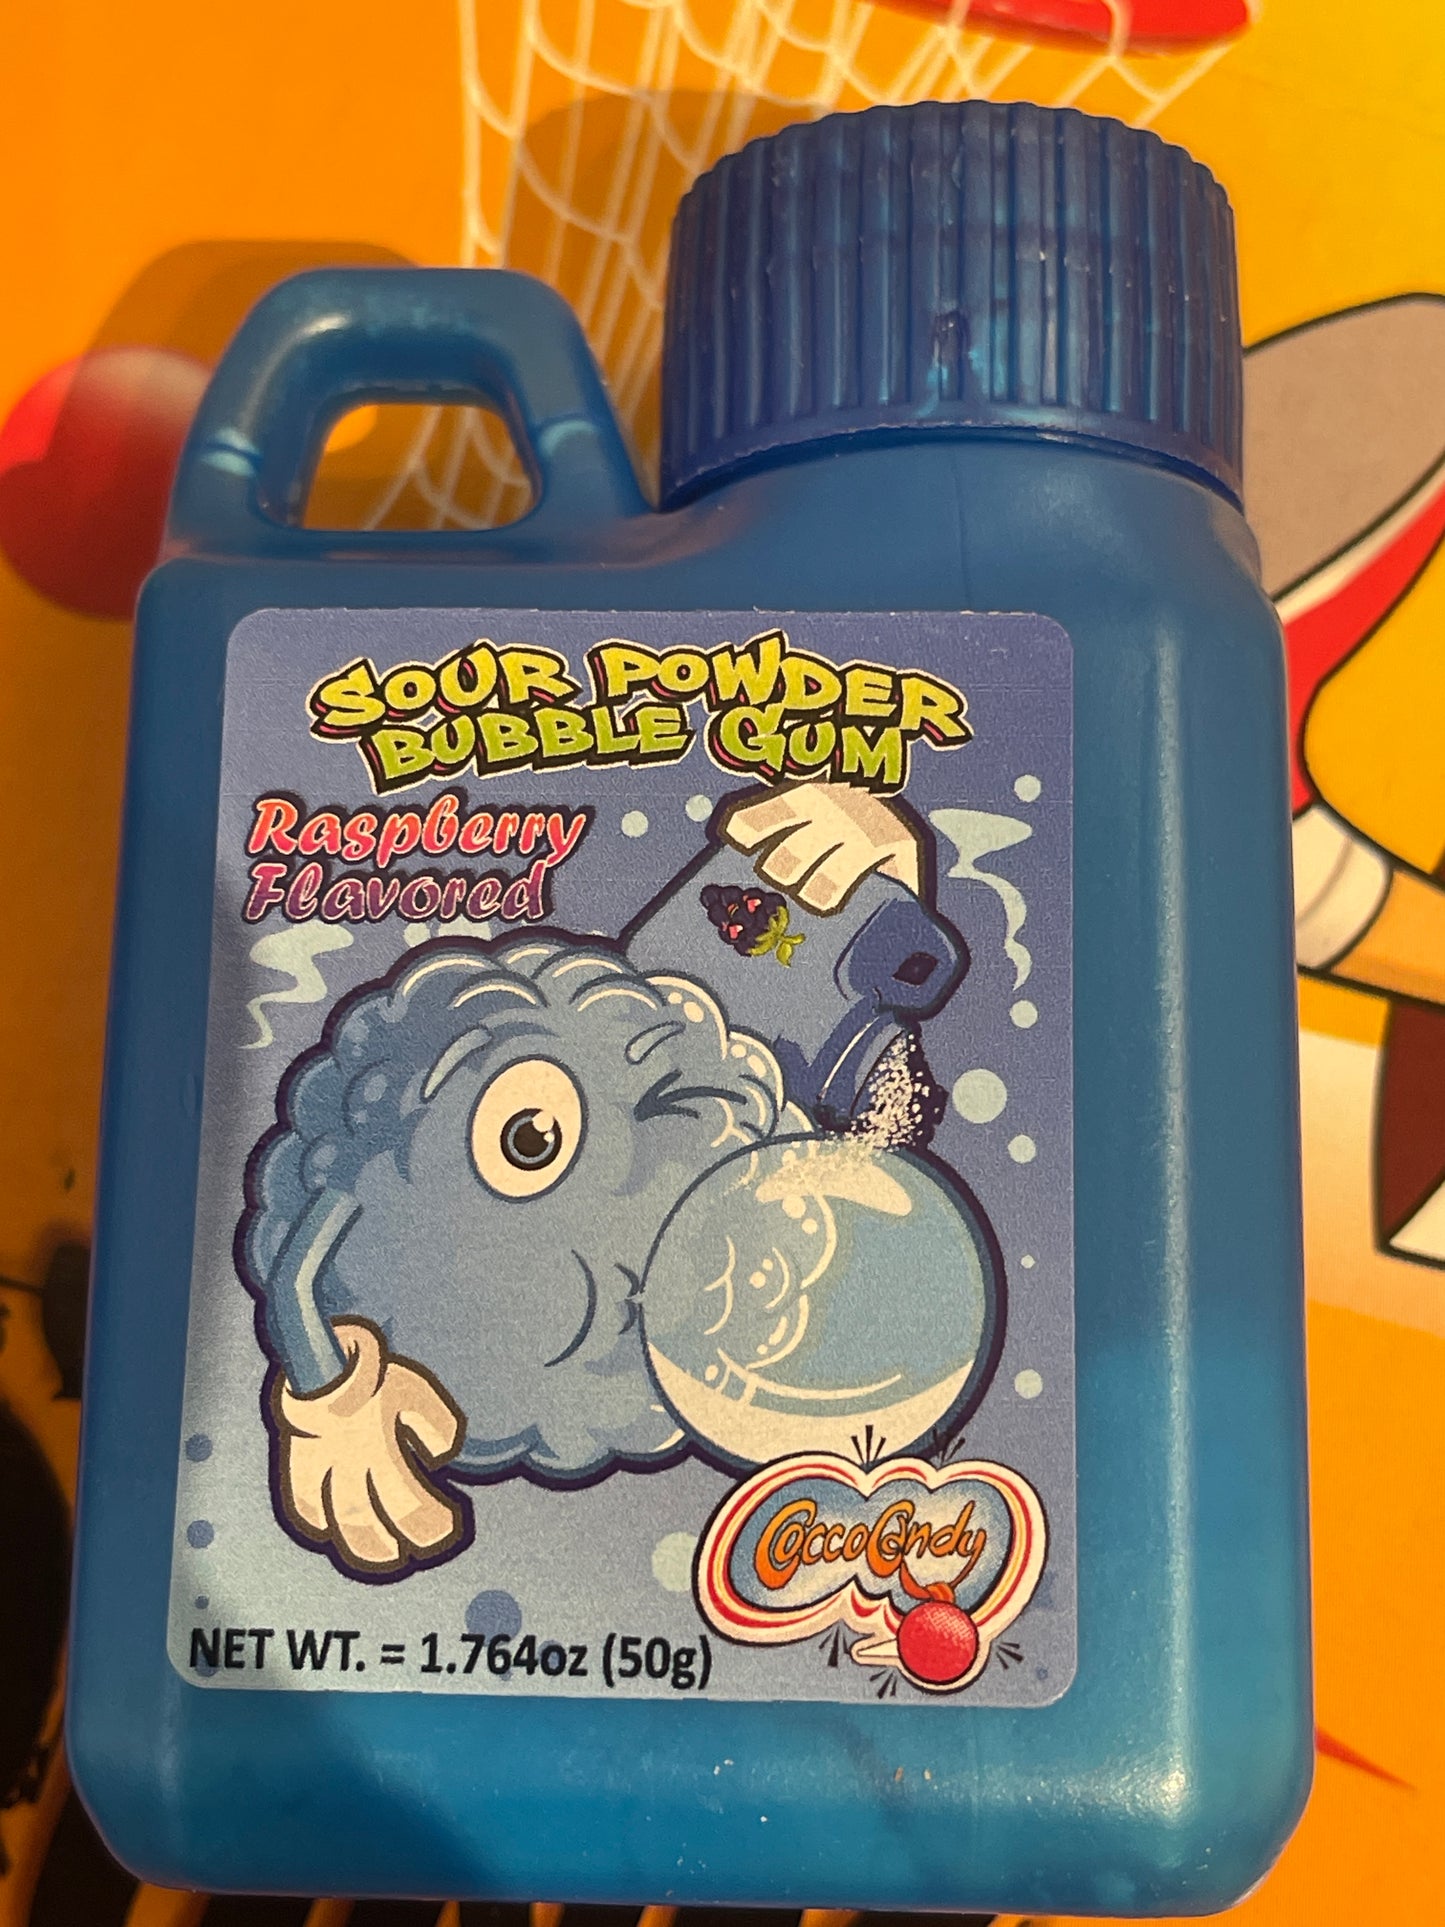 SOUR POWDER
BUBBLE GUM
Raspberry
Flavored
CoccoCandy
NET WT. = 1.764oz (50g)